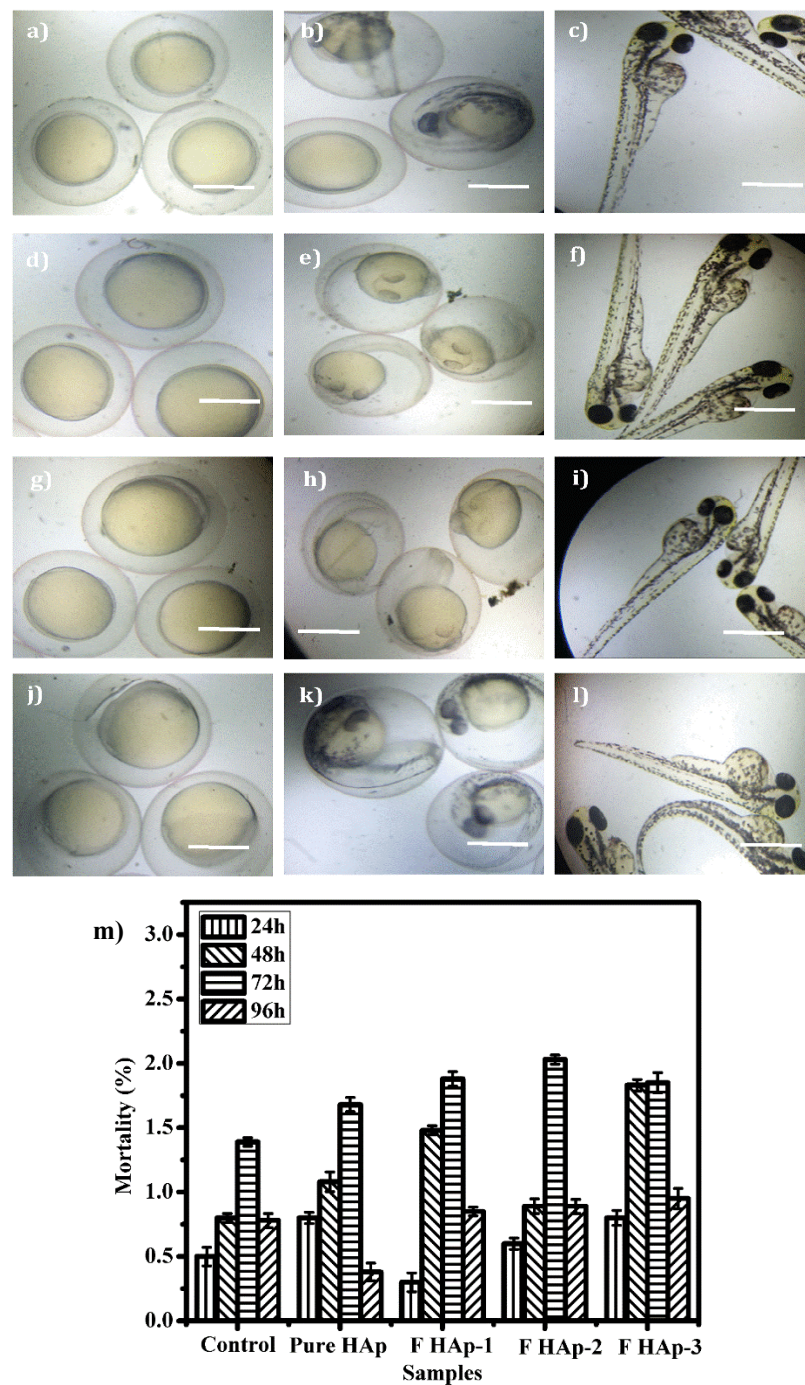 a)
b)
c)
d)
e)
f)
g)
h)
i)
j)
k)
l)
m)
24h
48h
72h
96h
3.0
2.5
2.0
1.5
1.0
0.5
0.0
Mortality (%)
Control Pure HAp F HAp-1 F HAp-2 F HAp-3
Samples